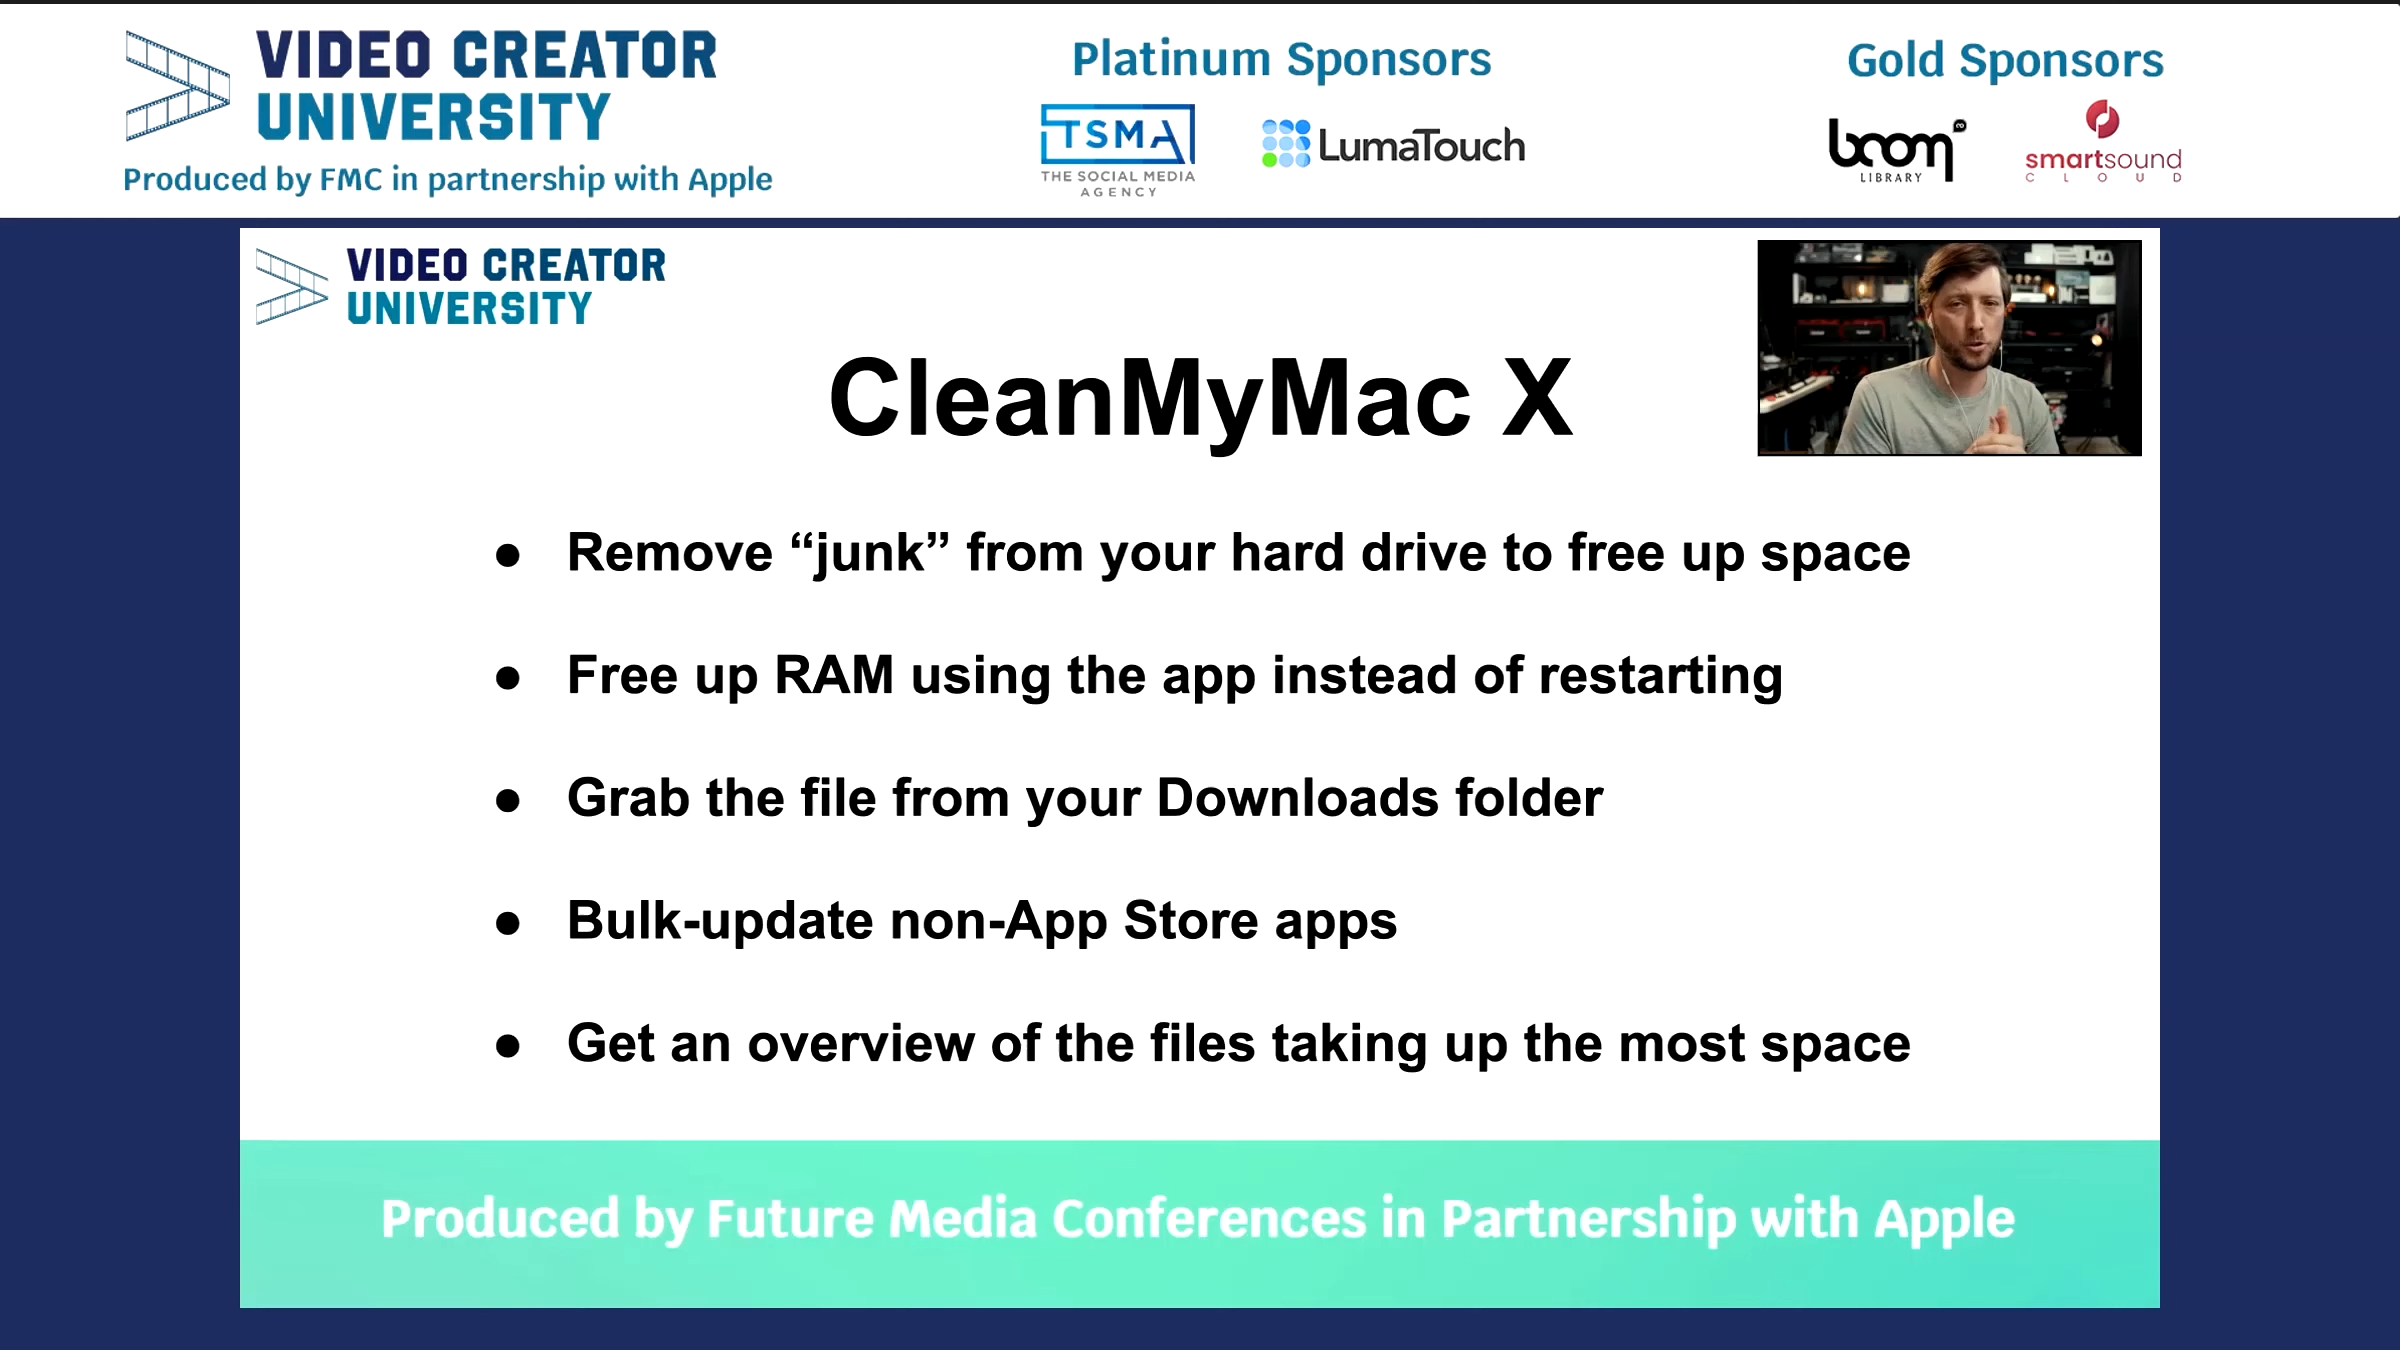 VIDEO CREATOR
UNIVERSITY
Produced by FMC in partnership with Apple
Platinum Sponsors
TSMA
THE SOCIAL MEDIA
AGENCY
LumaTouch
Gold Sponsors
boom
LIBRARY
smartsound
CLOUD
VIDEO CREATOR
UNIVERSITY
CleanMyMac X
● Remove “junk” from your hard drive to free up space
● Free up RAM using the app instead of restarting
● Grab the file from your Downloads folder
● Bulk-update non-App Store apps
● Get an overview of the files taking up the most space
Produced by Future Media Conferences in Partnership with Apple